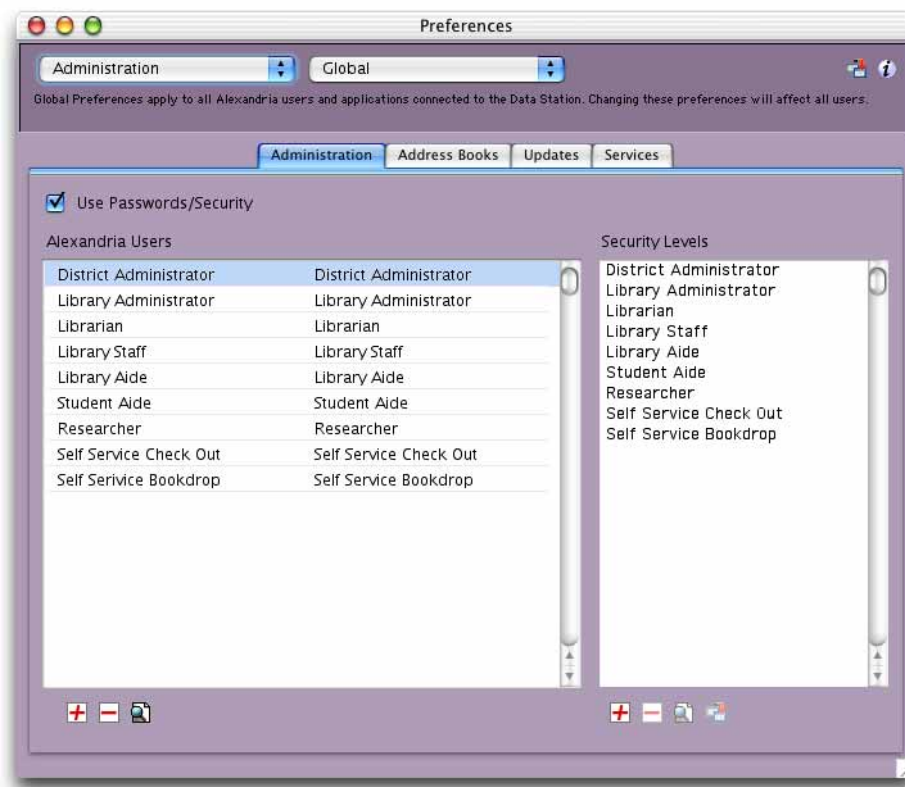 Preferences
Administration Global
Global Preferences apply to all Alexandria users and applications connected to the Data Station. Changing these preferences will affect all users.
Administration Address Books Updates Services
Use Passwords/Security
Alexandria Users
District Administrator District Administrator
Library Administrator Library Administrator
Librarian Librarian
Library Staff Library Staff
Library Aide Library Aide
Student Aide Student Aide
Researcher Researcher
Self Service Check Out Self Service Check Out
Self Serivice Bookdrop Self Service Bookdrop
Security Levels
District Administrator
Library Administrator
Librarian
Library Staff
Library Aide
Student Aide
Researcher
Self Service Check Out
Self Service Bookdrop